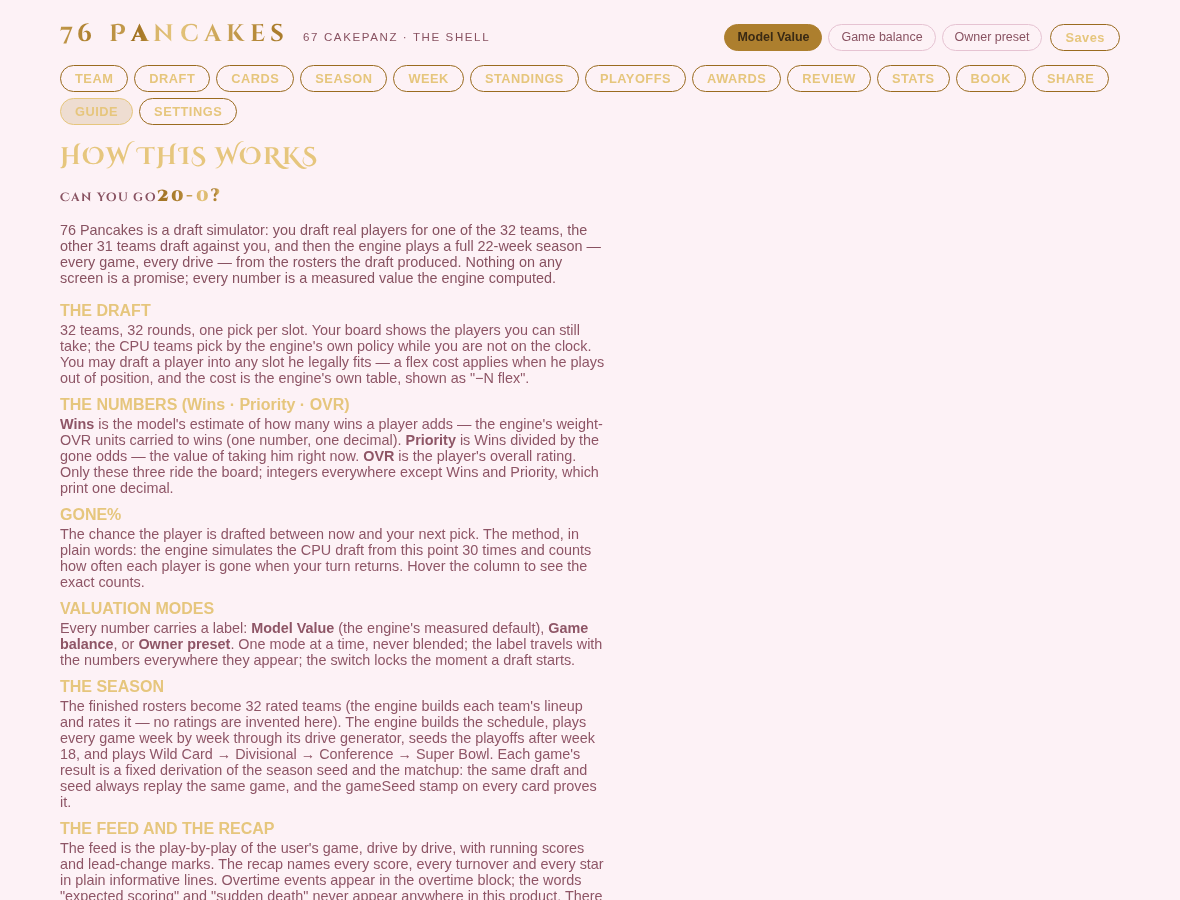 76 PANCAKES 67 CAKEPANZ · THE SHELL Model Value Game balance Owner preset Saves
TEAM DRAFT CARDS SEASON WEEK STANDINGS PLAYOFFS AWARDS REVIEW STATS BOOK SHARE
GUIDE SETTINGS
HOW THIS WORKS
CAN YOU GO 20-0?
76 Pancakes is a draft simulator: you draft real players for one of the 32 teams, the
other 31 teams draft against you, and then the engine plays a full 22-week season —
every game, every drive — from the rosters the draft produced. Nothing on any
screen is a promise; every number is a measured value the engine computed.
THE DRAFT
32 teams, 32 rounds, one pick per slot. Your board shows the players you can still
take; the CPU teams pick by the engine's own policy while you are not on the clock.
You may draft a player into any slot he legally fits — a flex cost applies when he plays
out of position, and the cost is the engine's own table, shown as "−N flex".
THE NUMBERS (Wins · Priority · OVR)
Wins is the model's estimate of how many wins a player adds — the engine's weight-
OVR units carried to wins (one number, one decimal). Priority is Wins divided by the
gone odds — the value of taking him right now. OVR is the player's overall rating.
Only these three ride the board; integers everywhere except Wins and Priority, which
print one decimal.
GONE%
The chance the player is drafted between now and your next pick. The method, in
plain words: the engine simulates the CPU draft from this point 30 times and counts
how often each player is gone when your turn returns. Hover the column to see the
exact counts.
VALUATION MODES
Every number carries a label: Model Value (the engine's measured default), Game
balance, or Owner preset. One mode at a time, never blended; the label travels with
the numbers everywhere they appear; the switch locks the moment a draft starts.
THE SEASON
The finished rosters become 32 rated teams (the engine builds each team's lineup
and rates it — no ratings are invented here). The engine builds the schedule, plays
every game week by week through its drive generator, seeds the playoffs after week
18, and plays Wild Card → Divisional → Conference → Super Bowl. Each game's
result is a fixed derivation of the season seed and the matchup: the same draft and
seed always replay the same game, and the gameSeed stamp on every card proves
it.
THE FEED AND THE RECAP
The feed is the play-by-play of the user's game, drive by drive, with running scores
and lead-change marks. The recap names every score, every turnover and every star
in plain informative lines. Overtime events appear in the overtime block; the words
"expected scoring" and "sudden death" never appear anywhere in this product. There